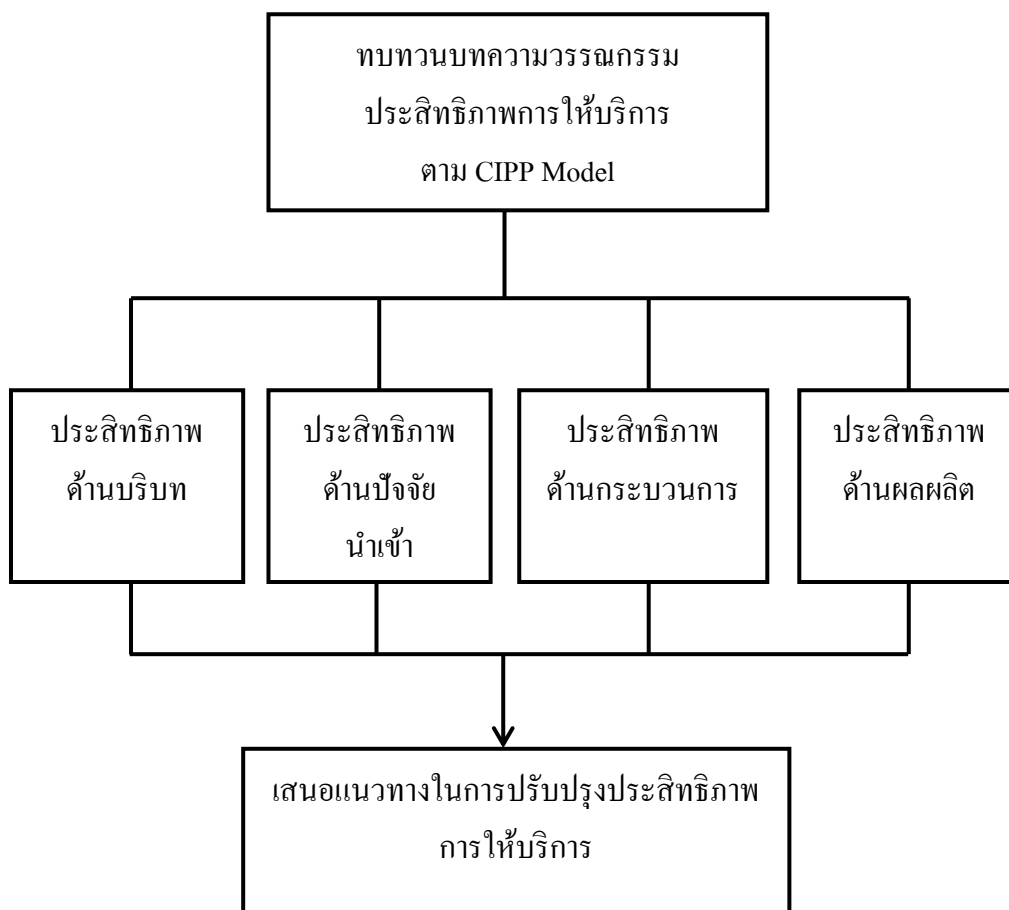 ทบทวนบทความวรรณกรรม
ประสิทธิภาพการให้บริการ
ตาม CIPP Model
ประสิทธิภาพ
ด้านบริบท
ประสิทธิภาพ
ด้านปัจจัย
นำเข้า
ประสิทธิภาพ
ด้านกระบวนการ
ประสิทธิภาพ
ด้านผลผลิต
เสนอแนวทางในการปรับปรุงประสิทธิภาพ
การให้บริการ